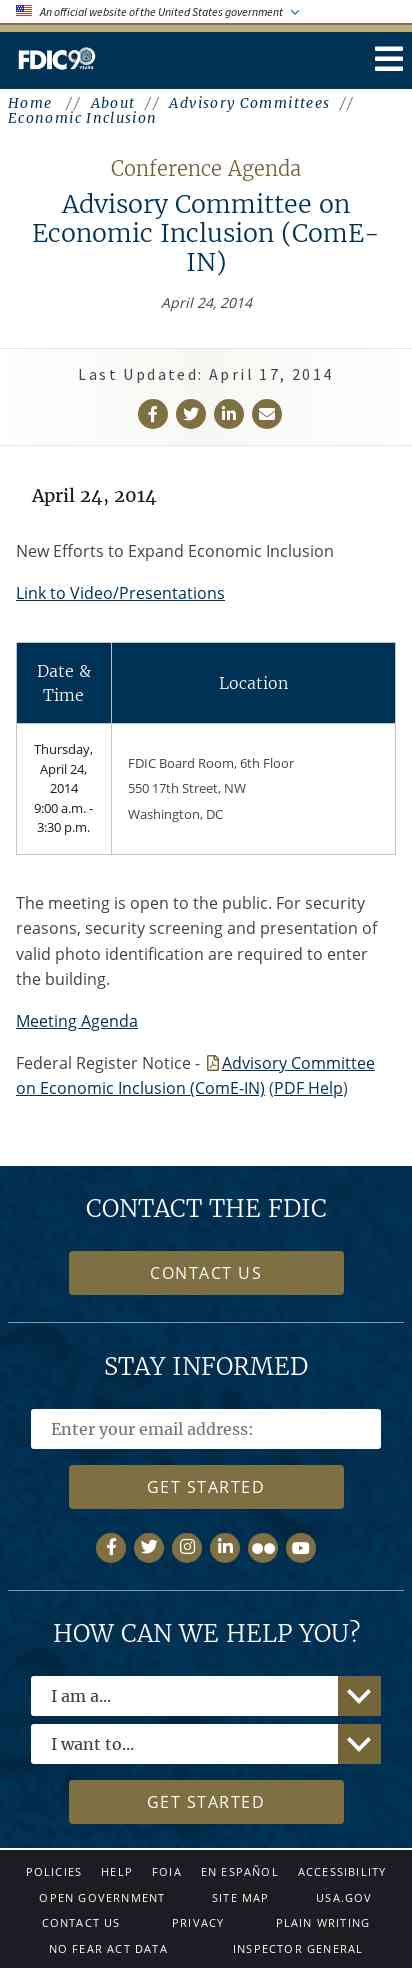 An official website of the United States government
FDIC 90 YEARS
Home // About // Advisory Committees //
Economic Inclusion
Conference Agenda
Advisory Committee on
Economic Inclusion (ComE-
IN)
April 24, 2014
Last Updated: April 17, 2014
April 24, 2014
New Efforts to Expand Economic Inclusion
Link to Video/Presentations
Date &
Time
Location
Thursday,
April 24,
2014
9:00 a.m. -
3:30 p.m.
FDIC Board Room, 6th Floor
550 17th Street, NW
Washington, DC
The meeting is open to the public. For security
reasons, security screening and presentation of
valid photo identification are required to enter
the building.
Meeting Agenda
Federal Register Notice - Advisory Committee
on Economic Inclusion (ComE-IN) (PDF Help)
CONTACT THE FDIC
CONTACT US
STAY INFORMED
Enter your email address:
GET STARTED
HOW CAN WE HELP YOU?
I am a...
I want to...
GET STARTED
POLICIES HELP FOIA EN ESPAÑOL ACCESSIBILITY
OPEN GOVERNMENT SITE MAP USA.GOV
CONTACT US PRIVACY PLAIN WRITING
NO FEAR ACT DATA INSPECTOR GENERAL